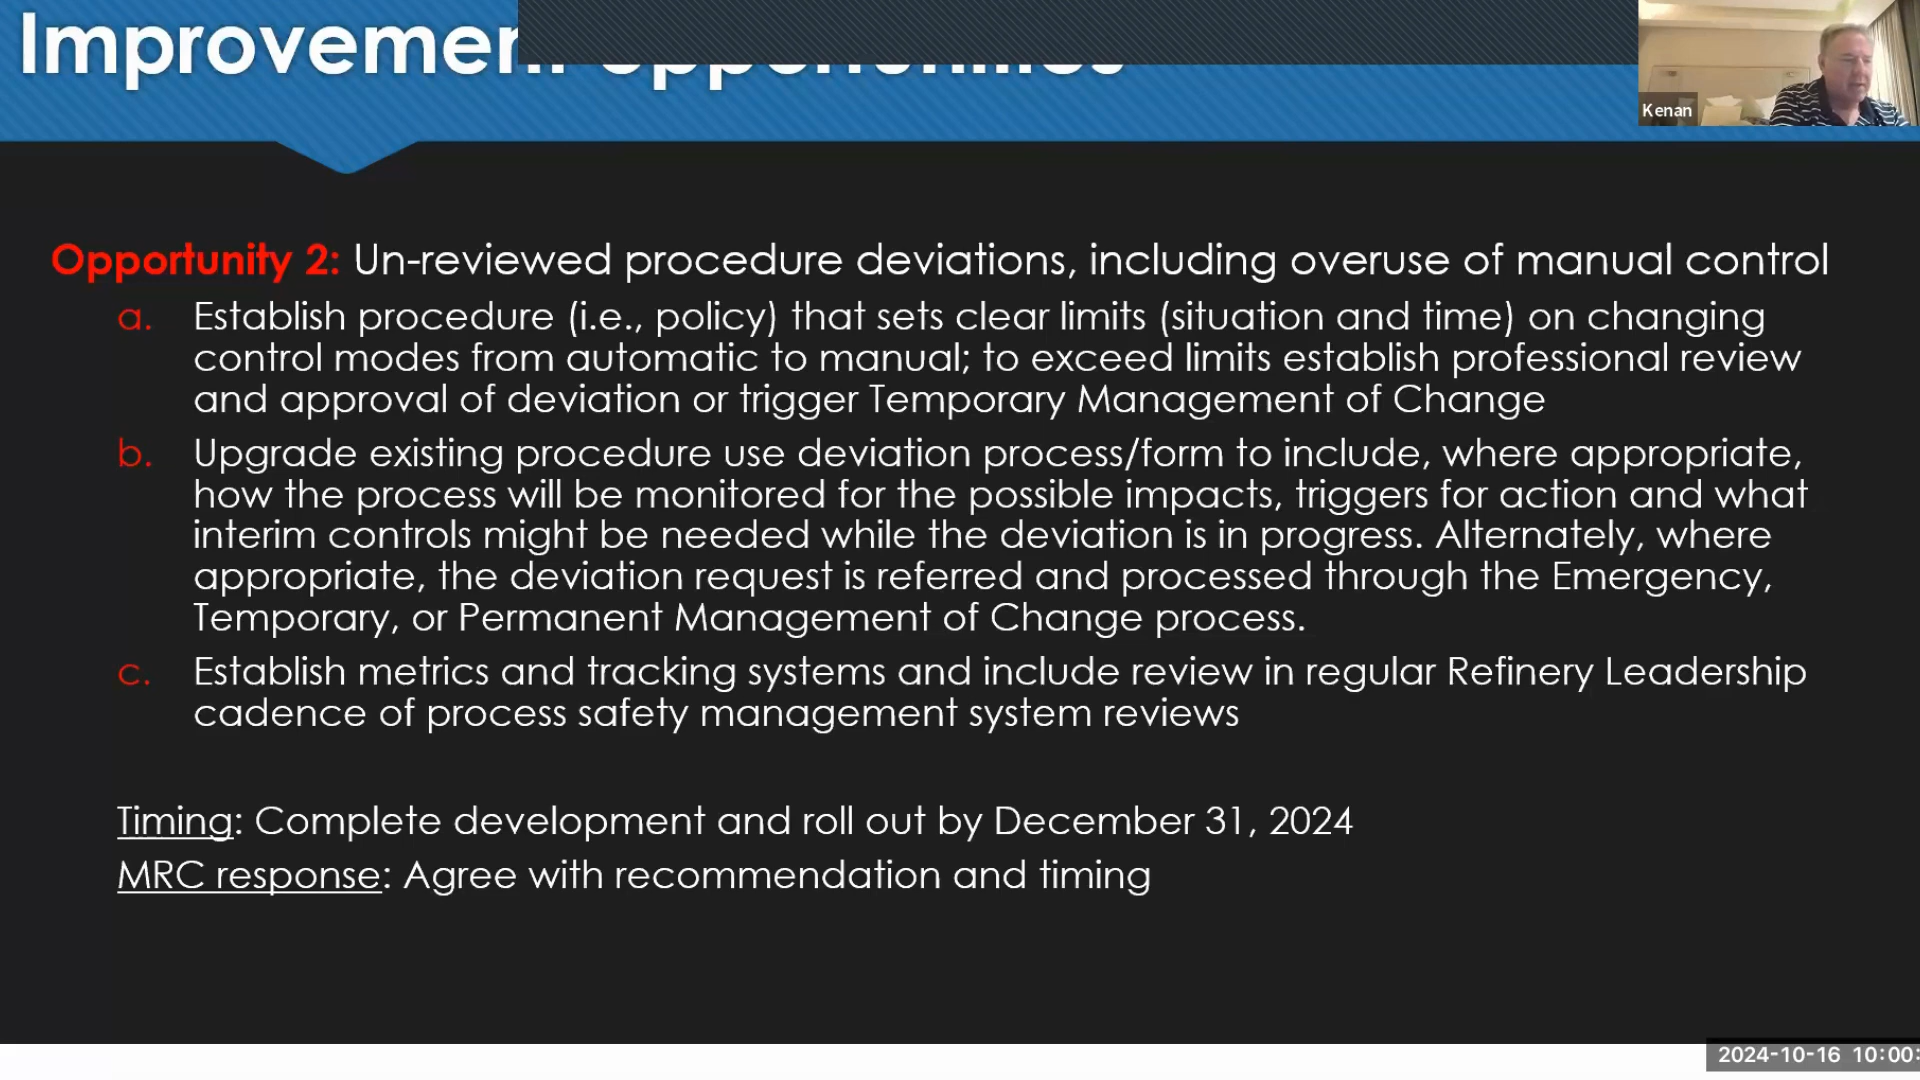 Improvement Opportunities
Kenan
Opportunity 2: Un-reviewed procedure deviations, including overuse of manual control
a. Establish procedure (i.e., policy) that sets clear limits (situation and time) on changing
control modes from automatic to manual; to exceed limits establish professional review
and approval of deviation or trigger Temporary Management of Change
b. Upgrade existing procedure use deviation process/form to include, where appropriate,
how the process will be monitored for the possible impacts, triggers for action and what
interim controls might be needed while the deviation is in progress. Alternately, where
appropriate, the deviation request is referred and processed through the Emergency,
Temporary, or Permanent Management of Change process.
c. Establish metrics and tracking systems and include review in regular Refinery Leadership
cadence of process safety management system reviews
Timing: Complete development and roll out by December 31, 2024
MRC response: Agree with recommendation and timing
2024-10-16 10:00: